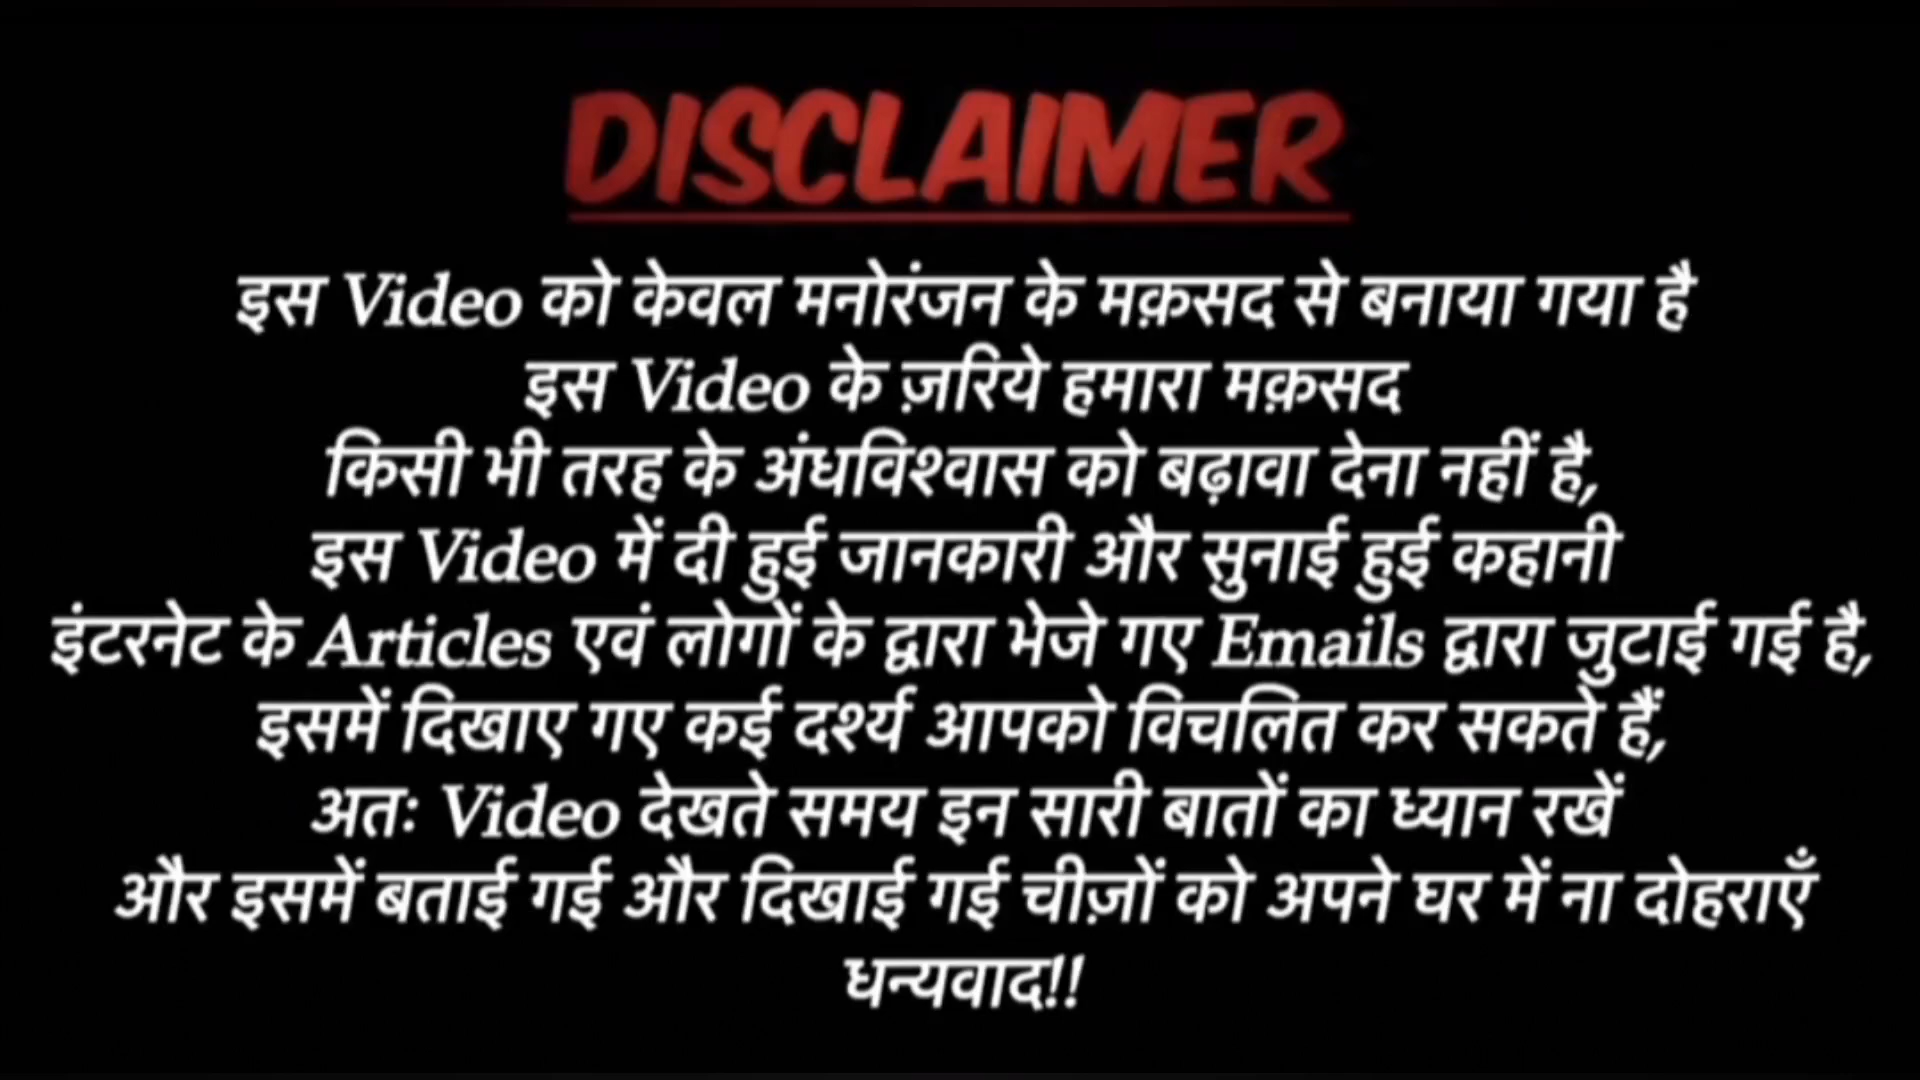 DISCLAIMER
इस Video को केवल मनोरंजन के मक़सद से बनाया गया है
इस Video के ज़रिये हमारा मक़सद
किसी भी तरह के अंधविश्वास को बढ़ावा देना नहीं है,
इस Video में दी हुई जानकारी और सुनाई हुई कहानी
इंटरनेट के Articles एवं लोगों के द्वारा भेजे गए Emails द्वारा जुटाई गई है,
इसमें दिखाए गए कई दर्श्य आपको विचलित कर सकते हैं,
अतः Video देखते समय इन सारी बातों का ध्यान रखें
और इसमें बताई गई और दिखाई गई चीज़ों को अपने घर में ना दोहराएँ
धन्यवाद!!